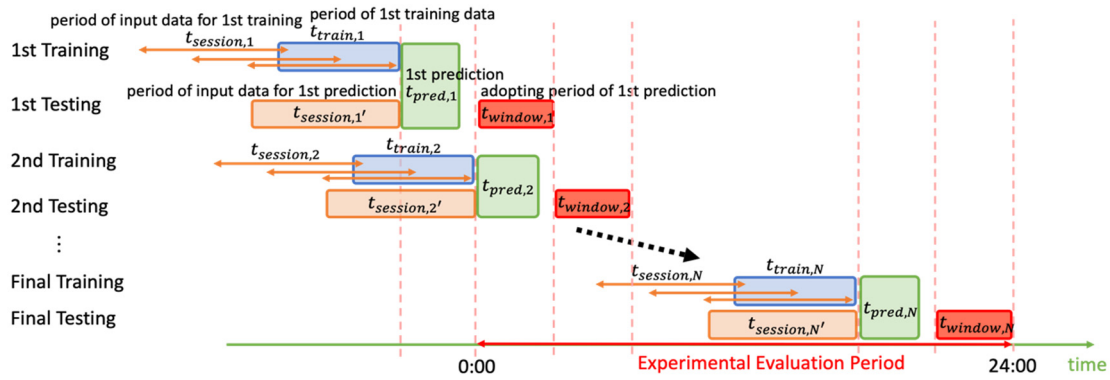 period of input data for 1st training
period of 1st training data
1st Training
t_session,1
t_train,1
1st prediction
t_pred,1
period of input data for 1st prediction
adopting period of 1st prediction
1st Testing
t_session,1'
t_window,1
2nd Training
t_session,2
t_train,2
t_pred,2
2nd Testing
t_session,2'
t_window,2
⋮
Final Training
t_session,N
t_train,N
t_pred,N
Final Testing
t_session,N'
t_window,N
0:00
Experimental Evaluation Period
24:00
time